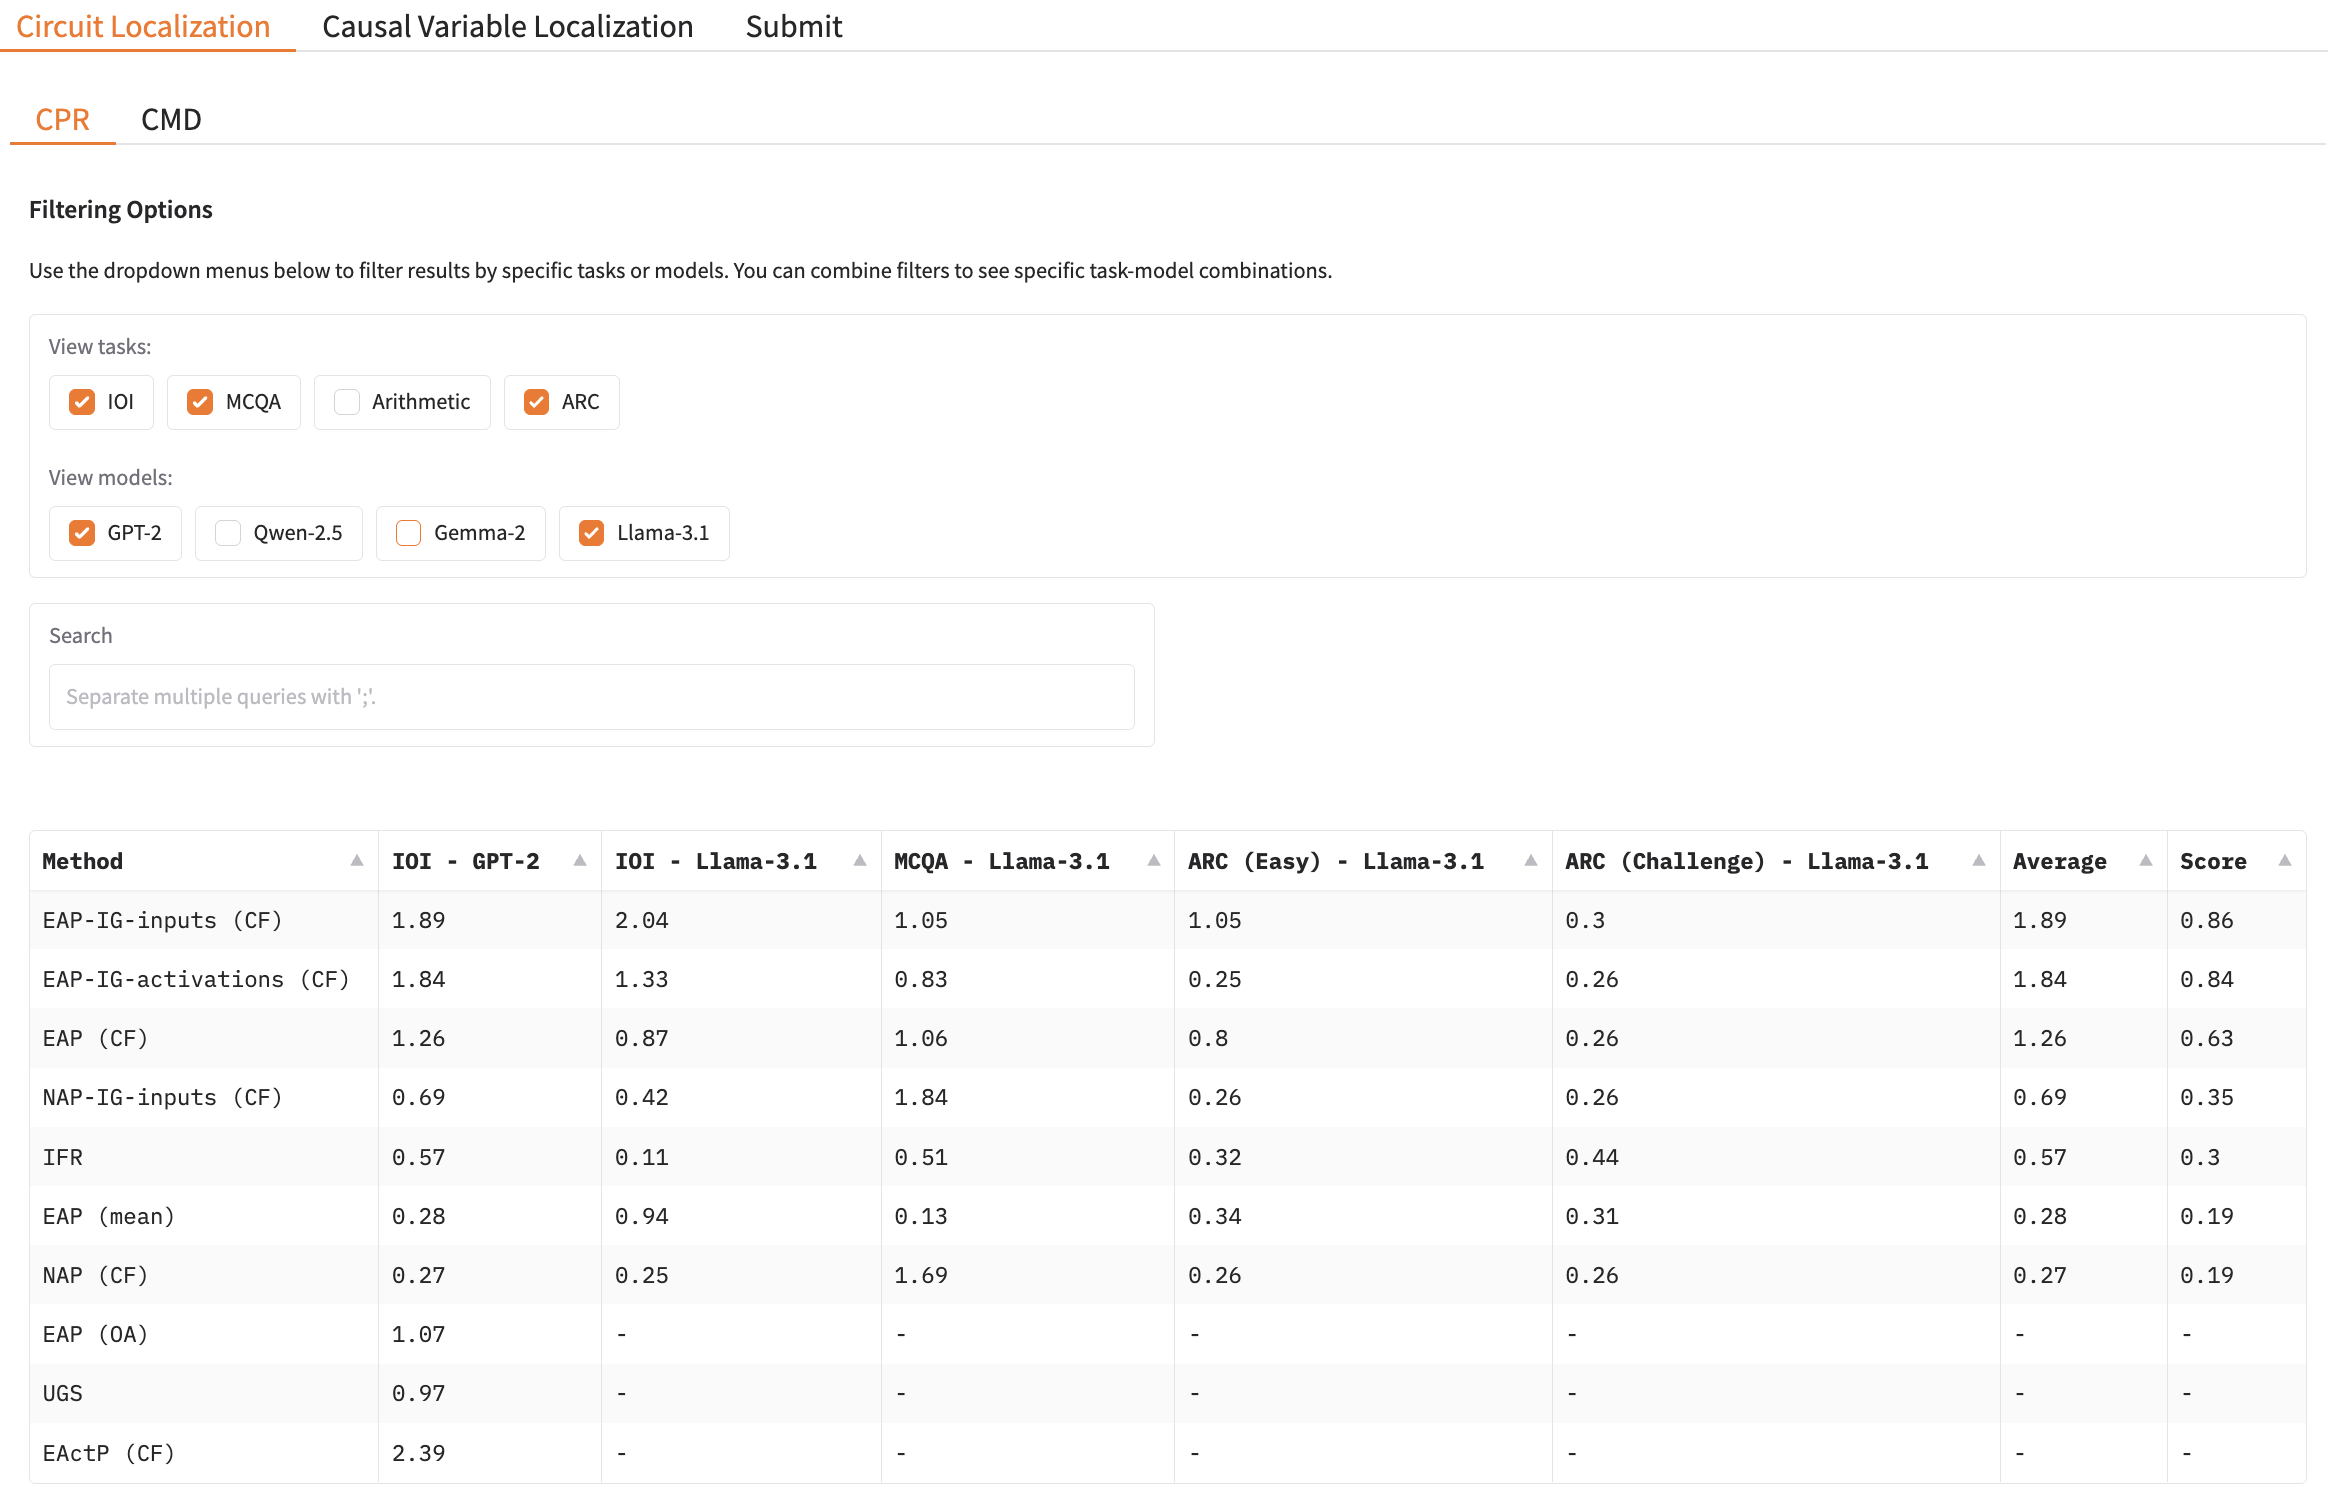 Circuit Localization Causal Variable Localization Submit
CPR CMD
Filtering Options
Use the dropdown menus below to filter results by specific tasks or models. You can combine filters to see specific task-model combinations.
View tasks:
IOI MCQA Arithmetic ARC
View models:
GPT-2 Qwen-2.5 Gemma-2 Llama-3.1
Search
Separate multiple queries with ';'.
Method IOI - GPT-2 IOI - Llama-3.1 MCQA - Llama-3.1 ARC (Easy) - Llama-3.1 ARC (Challenge) - Llama-3.1 Average Score
EAP-IG-inputs (CF) 1.89 2.04 1.05 1.05 0.3 1.89 0.86
EAP-IG-activations (CF) 1.84 1.33 0.83 0.25 0.26 1.84 0.84
EAP (CF) 1.26 0.87 1.06 0.8 0.26 1.26 0.63
NAP-IG-inputs (CF) 0.69 0.42 1.84 0.26 0.26 0.69 0.35
IFR 0.57 0.11 0.51 0.32 0.44 0.57 0.3
EAP (mean) 0.28 0.94 0.13 0.34 0.31 0.28 0.19
NAP (CF) 0.27 0.25 1.69 0.26 0.26 0.27 0.19
EAP (OA) 1.07 - - - - - -
UGS 0.97 - - - - - -
EActP (CF) 2.39 - - - - - -